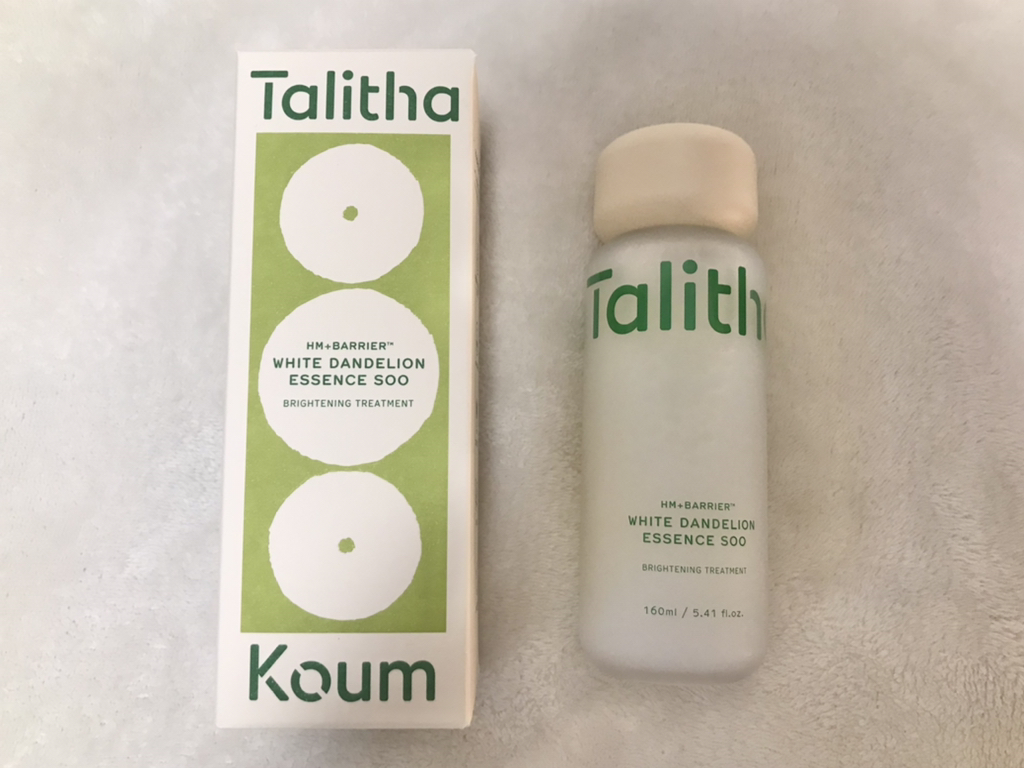 Talitha
HM+BARRIER™
WHITE DANDELION
ESSENCE SOO
BRIGHTENING TREATMENT
Koum
Talith
HM+BARRIER™
WHITE DANDELION
ESSENCE SOO
BRIGHTENING TREATMENT
160ml / 5.41 fl.oz.